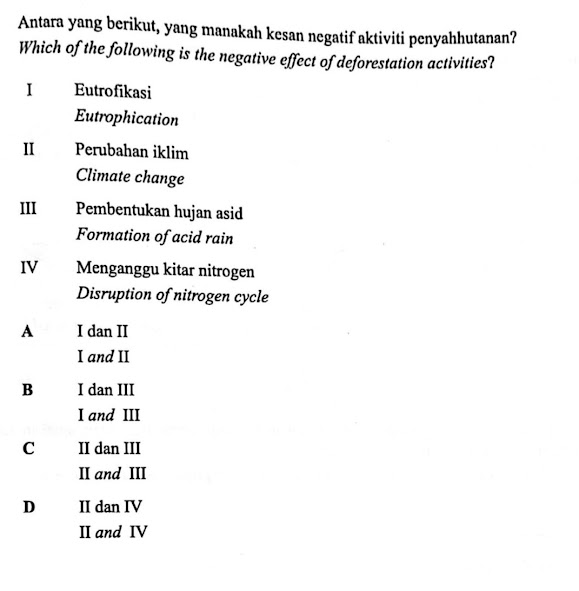 Antara yang berikut, yang manakah kesan negatif aktiviti penyahhutanan?
Which of the following is the negative effect of deforestation activities?
I Eutrofikasi
Eutrophication
II Perubahan iklim
Climate change
III Pembentukan hujan asid
Formation of acid rain
IV Menganggu kitar nitrogen
Disruption of nitrogen cycle
A I dan II
I and II
B I dan III
I and III
C II dan III
II and III
D II dan IV
II and IV